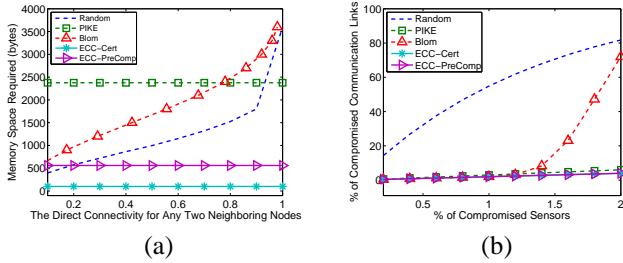 Memory Space Required (bytes)
4000
3500
3000
2500
2000
1500
1000
500
0
0.2
0.4
0.6
0.8
1
The Direct Connectivity for Any Two Neighboring Nodes
Random
PIKE
Blom
ECC-Cert
ECC-PreComp
(a)
% of Compromised Communication Links
100
80
60
40
20
0
0.5
1
1.5
2
% of Compromised Sensors
Random
PIKE
Blom
ECC-Cert
ECC-PreComp
(b)